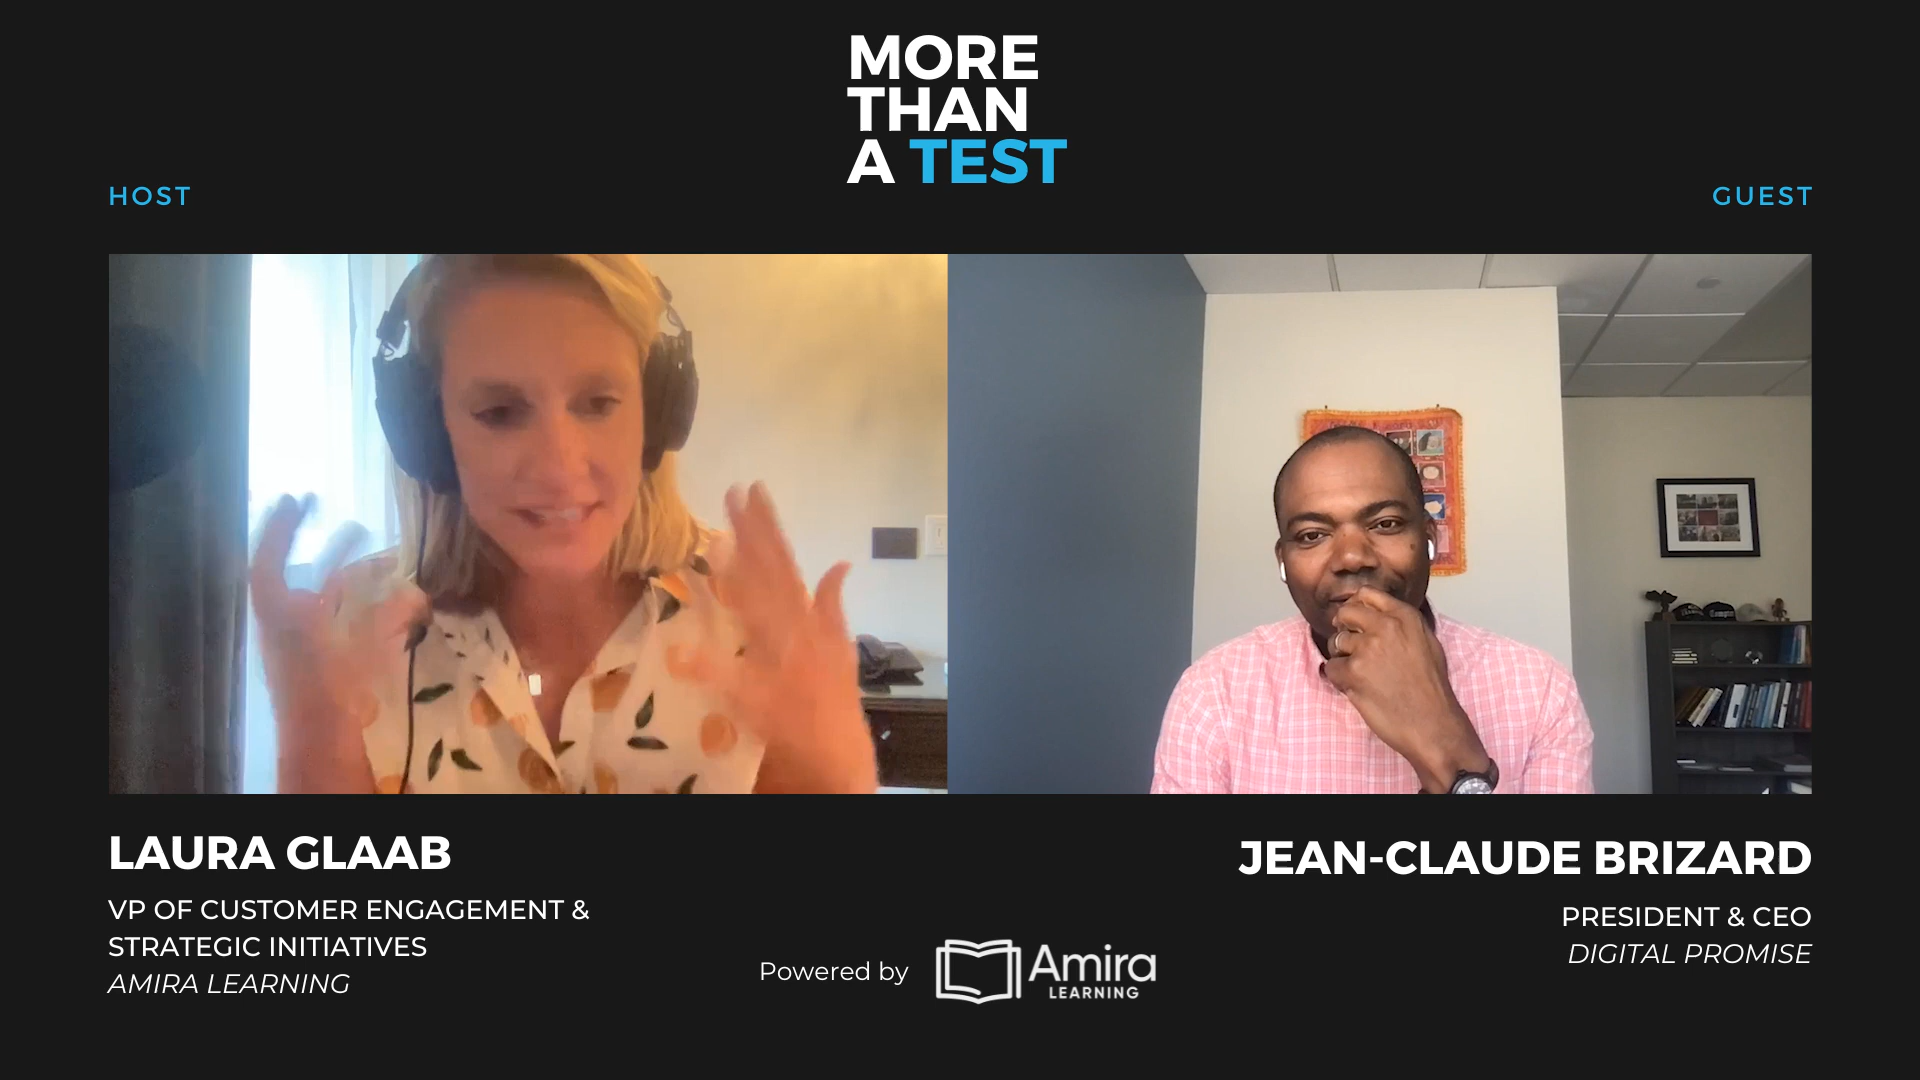 MORE
THAN
A TEST
HOST
GUEST
LAURA GLAAB
VP OF CUSTOMER ENGAGEMENT &
STRATEGIC INITIATIVES
AMIRA LEARNING
JEAN-CLAUDE BRIZARD
PRESIDENT & CEO
DIGITAL PROMISE
Powered by
Amira
LEARNING